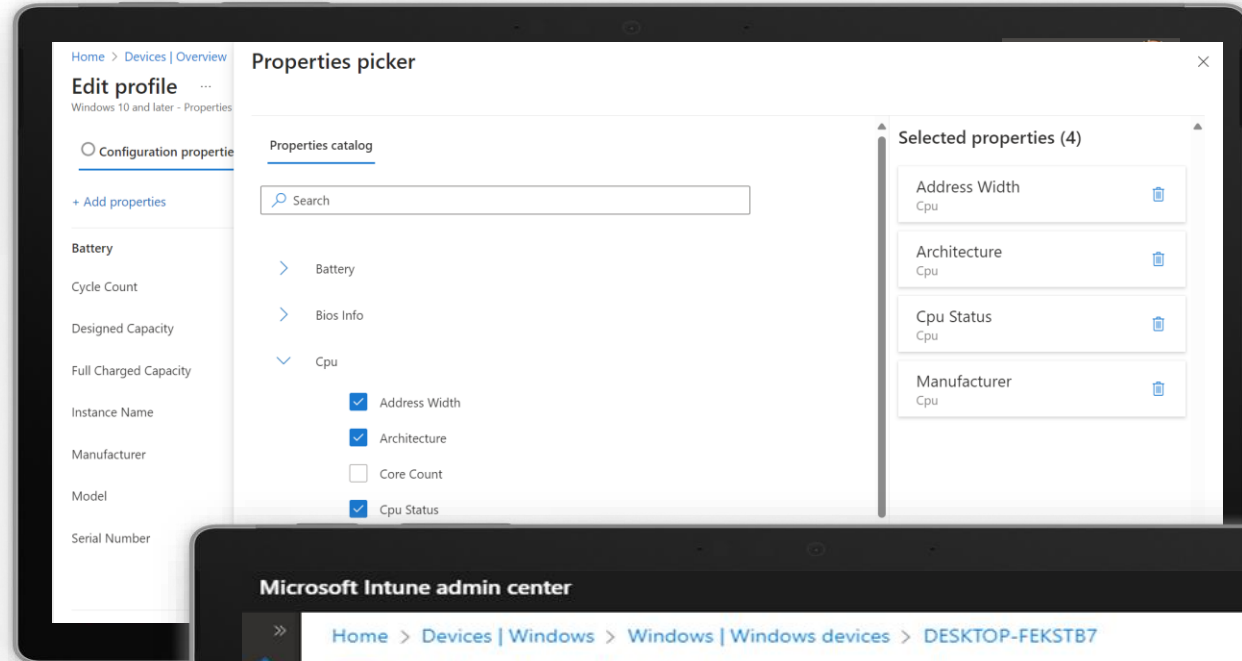 Home > Devices | Overview
Edit profile ...
Windows 10 and later - Properties
Configuration propertie
+ Add properties
Battery
Cycle Count
Designed Capacity
Full Charged Capacity
Instance Name
Manufacturer
Model
Serial Number
Properties picker
Properties catalog
Search
Battery
Bios Info
Cpu
Address Width
Architecture
Core Count
Cpu Status
Selected properties (4)
Address Width
Cpu
Architecture
Cpu
Cpu Status
Cpu
Manufacturer
Cpu
Microsoft Intune admin center
Home > Devices | Windows > Windows | Windows devices > DESKTOP-FEKSTB7